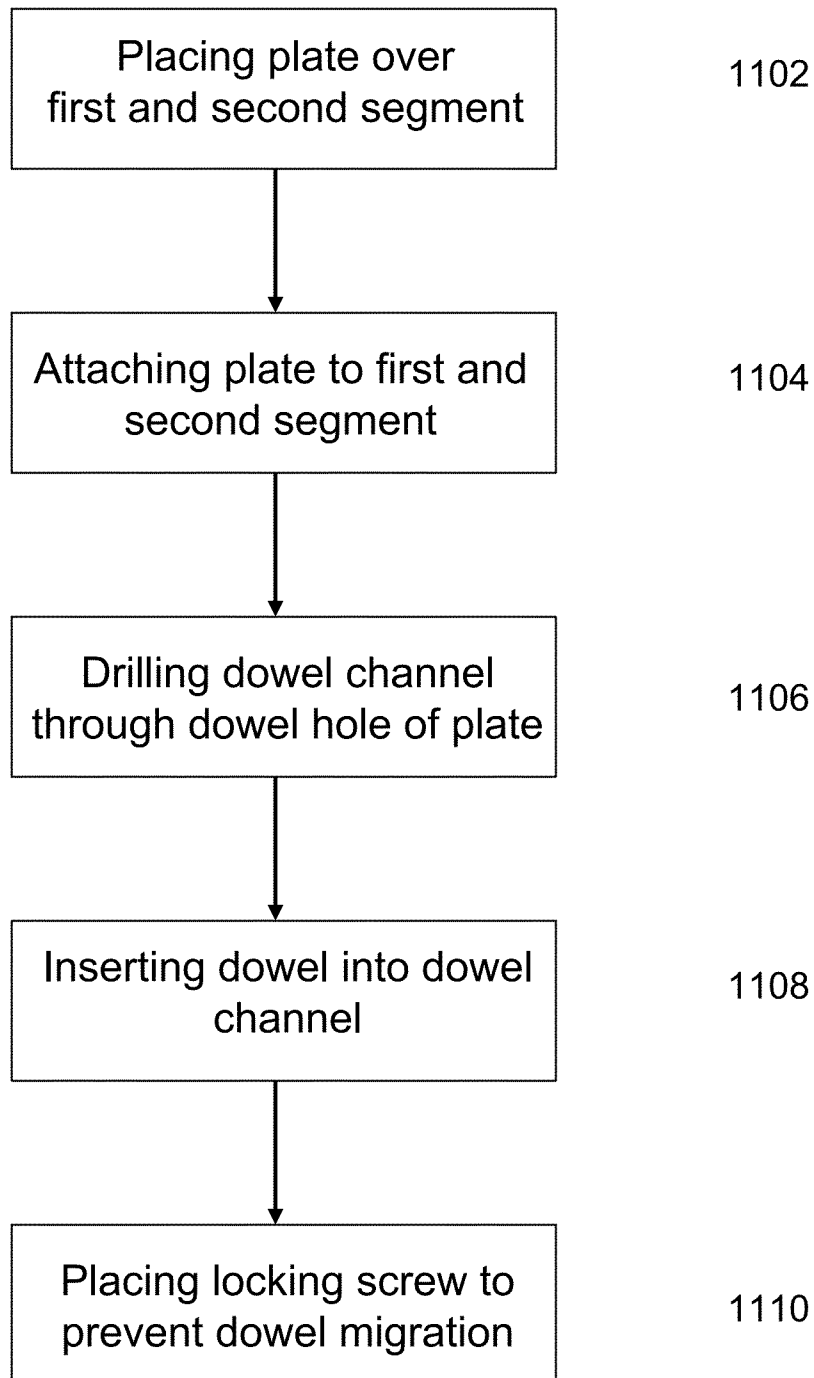 Placing plate over
first and second segment
1102
Attaching plate to first and
second segment
1104
Drilling dowel channel
through dowel hole of plate
1106
Inserting dowel into dowel
channel
1108
Placing locking screw to
prevent dowel migration
1110